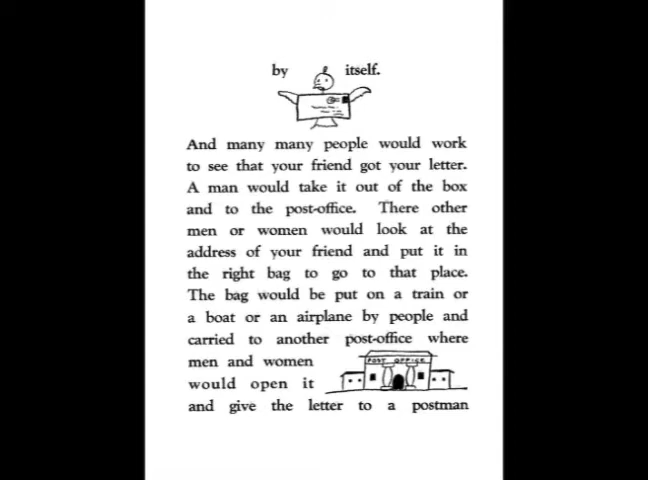 by itself.
And many many people would work
to see that your friend got your letter.
A man would take it out of the box
and to the post-office. There other
men or women would look at the
address of your friend and put it in
the right bag to go to that place.
The bag would be put on a train or
a boat or an airplane by people and
carried to another post-office where
men and women
would open it
POST OFFICE
and give the letter to a postman